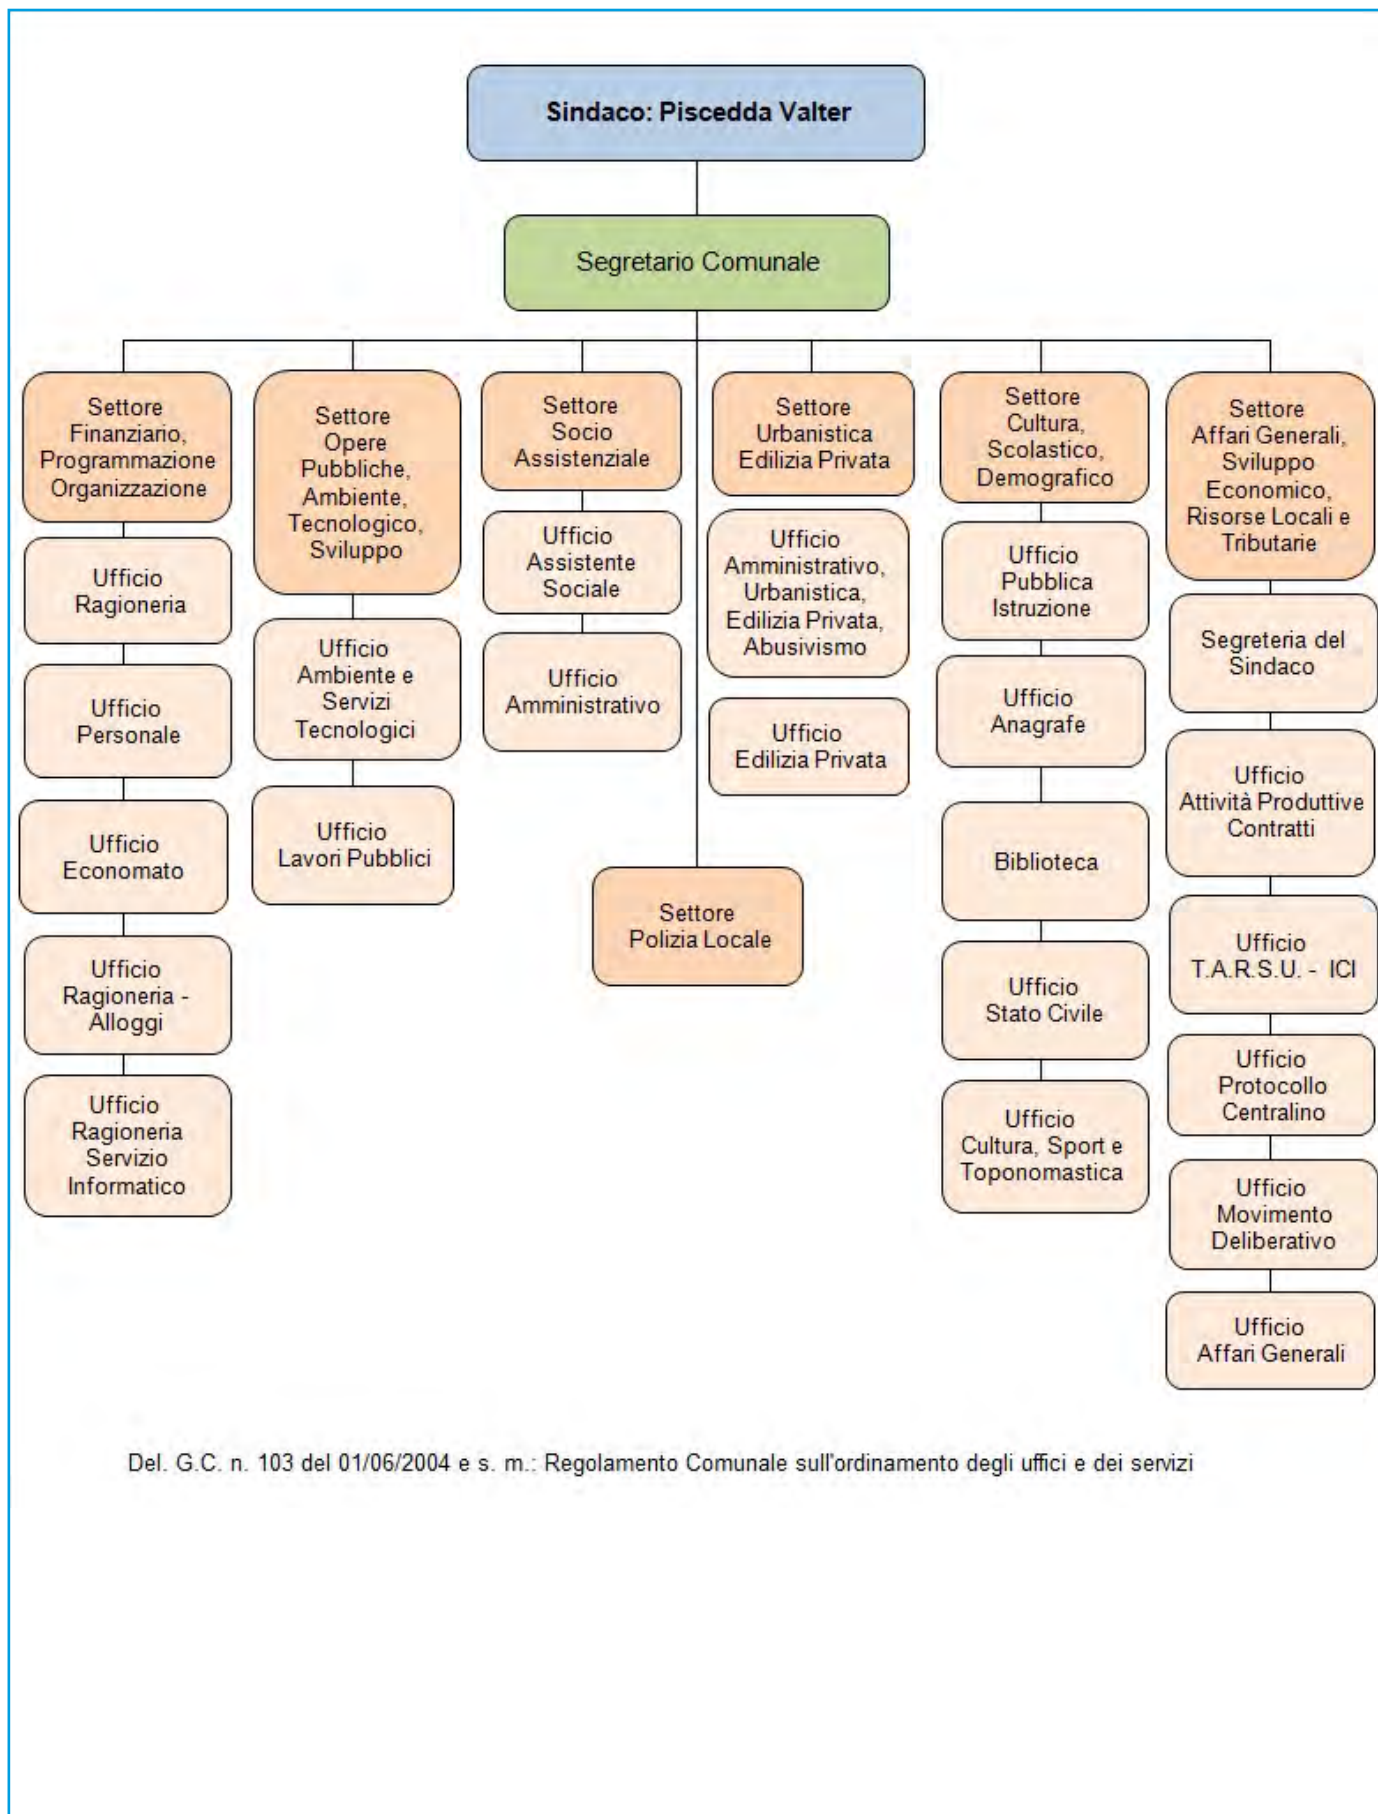 Sindaco: Piscedda Valter
Segretario Comunale
Settore
Finanziario,
Programmazione
Organizzazione
Ufficio
Ragioneria
Ufficio
Personale
Ufficio
Economato
Ufficio
Ragioneria -
Alloggi
Ufficio
Ragioneria
Servizio
Informatico
Settore
Opere
Pubbliche,
Ambiente,
Tecnologico,
Sviluppo
Ufficio
Ambiente e
Servizi
Tecnologici
Ufficio
Lavori Pubblici
Settore
Socio
Assistenziale
Ufficio
Assistente
Sociale
Ufficio
Amministrativo
Settore
Polizia Locale
Settore
Urbanistica
Edilizia Privata
Ufficio
Amministrativo,
Urbanistica,
Edilizia Privata,
Abusivismo
Ufficio
Edilizia Privata
Settore
Cultura,
Scolastico,
Demografico
Ufficio
Pubblica
Istruzione
Ufficio
Anagrafe
Biblioteca
Ufficio
Stato Civile
Ufficio
Cultura, Sport e
Toponomastica
Settore
Affari Generali,
Sviluppo
Economico,
Risorse Locali e
Tributarie
Segreteria del
Sindaco
Ufficio
Attività Produttive
Contratti
Ufficio
T.A.R.S.U. - ICI
Ufficio
Protocollo
Centralino
Ufficio
Movimento
Deliberativo
Ufficio
Affari Generali
Del. G.C. n. 103 del 01/06/2004 e s. m.: Regolamento Comunale sull'ordinamento degli uffici e dei servizi